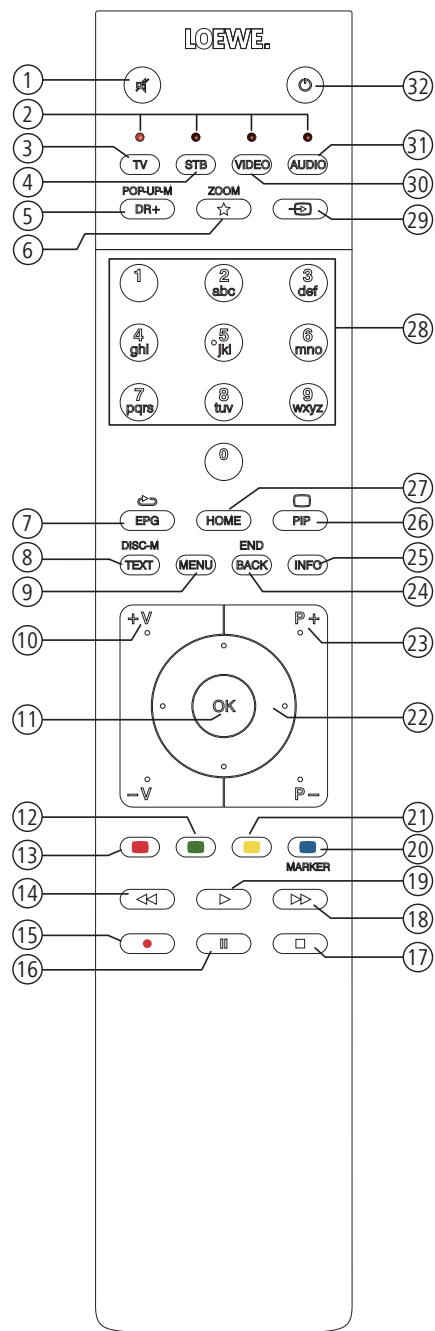 LOEWE.
1
32
2
3
TV
STB
VIDEO
AUDIO
31
4
30
POP-UP-M
ZOOM
5
DR+
29
6
1
2
3
abc
def
28
4
5
6
ghi
jkl
mno
7
8
9
pqrs
tuv
wxyz
0
27
7
EPG
HOME
PIP
26
DISC-M
END
8
TEXT
MENU
BACK
INFO
25
9
24
10
+V
P+
23
11
OK
22
-V
P-
12
21
13
20
MARKER
14
19
18
15
16
17